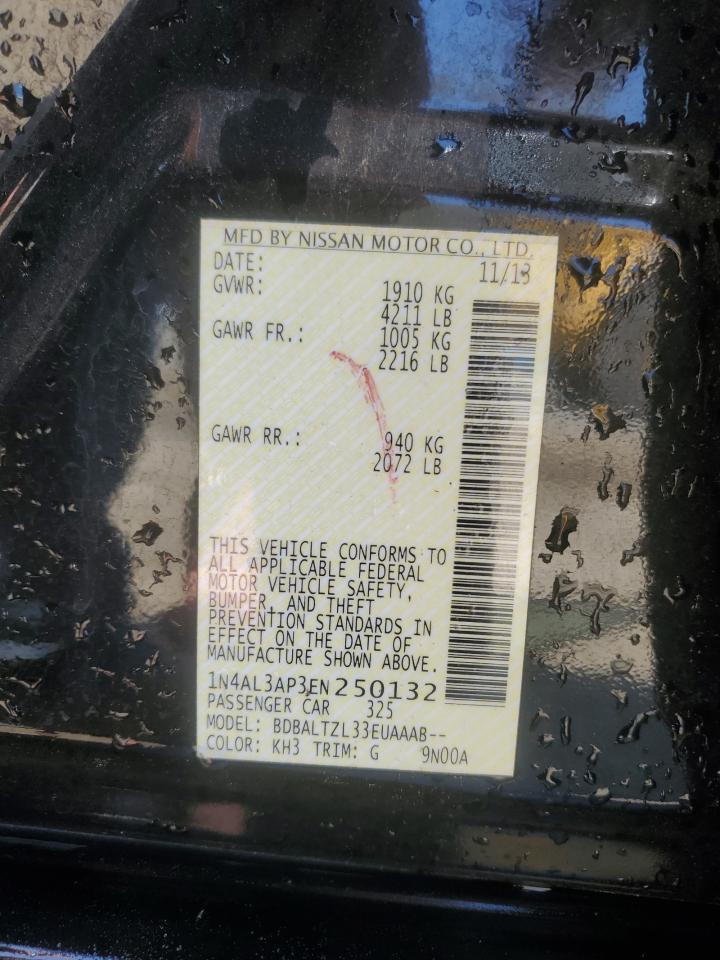 MFD BY NISSAN MOTOR CO., LTD.
DATE: 11/13
GVWR: 1910 KG
4211 LB
GAWR FR.: 1005 KG
2216 LB
GAWR RR.: 940 KG
2072 LB
THIS VEHICLE CONFORMS TO
ALL APPLICABLE FEDERAL
MOTOR VEHICLE SAFETY,
BUMPER, AND THEFT
PREVENTION STANDARDS IN
EFFECT ON THE DATE OF
MANUFACTURE SHOWN ABOVE.
1N4AL3AP3EN250132
PASSENGER CAR 325
MODEL: BDBALTZL33EUAAAB--
COLOR: KH3 TRIM: G 9N00A